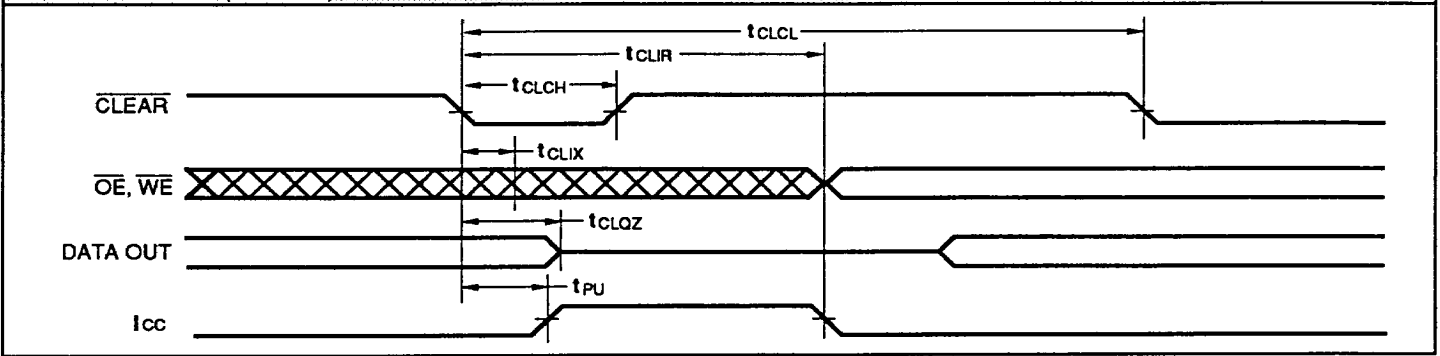 tCLCL
tCLIR
tCLCH
CLEAR
tCLIX
OE, WE
tCLQZ
DATA OUT
tPU
Icc